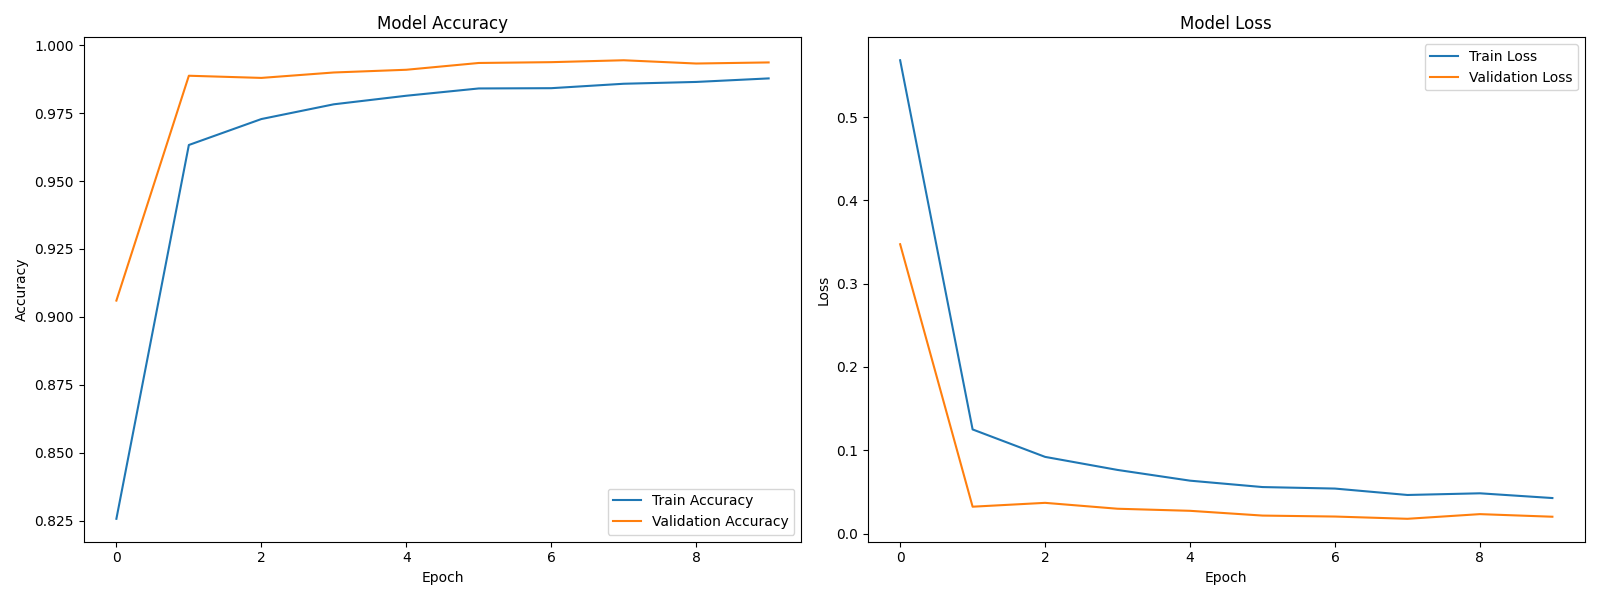 Model Accuracy
1.000
0.975
0.950
0.925
0.900
0.875
0.850
0.825
Accuracy
0 2 4 6 8
Epoch
Train Accuracy
Validation Accuracy
Model Loss
0.5
0.4
0.3
0.2
0.1
0.0
Loss
0 2 4 6 8
Epoch
Train Loss
Validation Loss